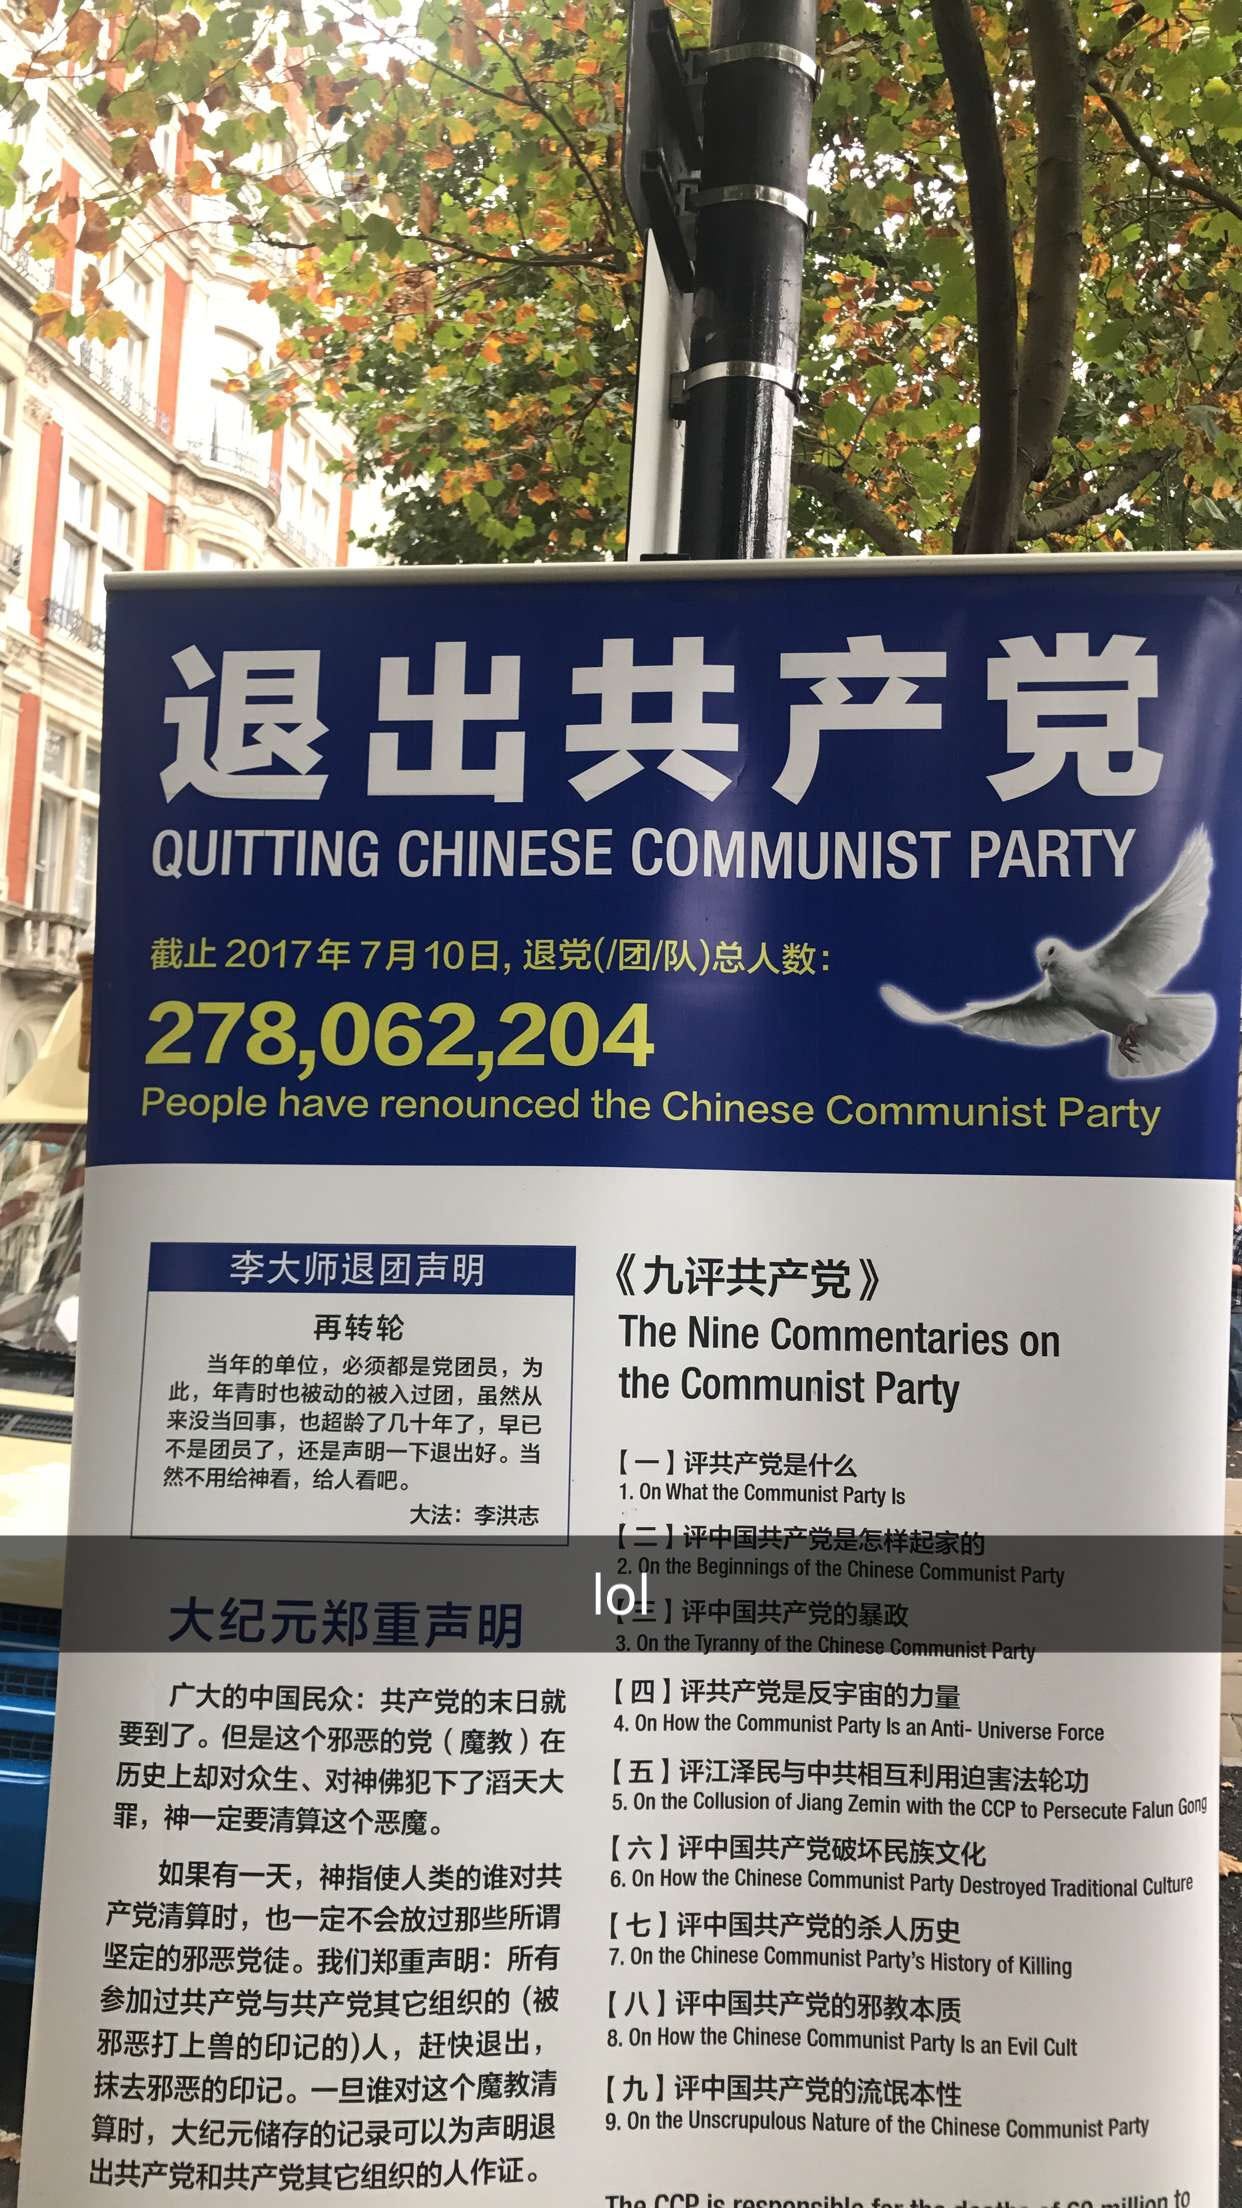 退出共产党
QUITTING CHINESE COMMUNIST PARTY
截止2017年7月10日,退党(/团/队)总人数:
278,062,204
People have renounced the Chinese Communist Party
李大师退团声明
再转轮
当年的单位，必须都是党团员，为
此，年青时也被动的被入过团，虽然从
来没当回事，也超龄了几十年了，早已
不是团员了，还是声明一下退出好。当
然不用给神看，给人看吧。
大法：李洪志
大纪元郑重声明
广大的中国民众：共产党的末日就
要到了。但是这个邪恶的党（魔教）在
历史上却对众生、对神佛犯下了滔天大
罪，神一定要清算这个恶魔。
如果有一天，神指使人类的谁对共
产党清算时，也一定不会放过那些所谓
坚定的邪恶党徒。我们郑重声明：所有
参加过共产党与共产党其它组织的（被
邪恶打上兽的印记的)人，赶快退出，
抹去邪恶的印记。一旦谁对这个魔教清
算时，大纪元储存的记录可以为声明退
出共产党和共产党其它组织的人作证。
《九评共产党》
The Nine Commentaries on
the Communist Party
【一】评共产党是什么
1. On What the Communist Party Is
【二】评中国共产党是怎样起家的
2. On the Beginnings of the Chinese Communist Party
lol
【三】评中国共产党的暴政
3. On the Tyranny of the Chinese Communist Party
【四】评共产党是反宇宙的力量
4. On How the Communist Party Is an Anti- Universe Force
【五】评江泽民与中共相互利用迫害法轮功
5. On the Collusion of Jiang Zemin with the CCP to Persecute Falun Gong
【六】评中国共产党破坏民族文化
6. On How the Chinese Communist Party Destroyed Traditional Culture
【七】评中国共产党的杀人历史
7. On the Chinese Communist Party's History of Killing
【八】评中国共产党的邪教本质
8. On How the Chinese Communist Party Is an Evil Cult
【九】评中国共产党的流氓本性
9. On the Unscrupulous Nature of the Chinese Communist Party
The CCP is responsible for the deaths of 60 million to